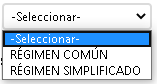 -Seleccionar-
-Seleccionar-
RÉGIMEN COMÚN
RÉGIMEN SIMPLIFICADO